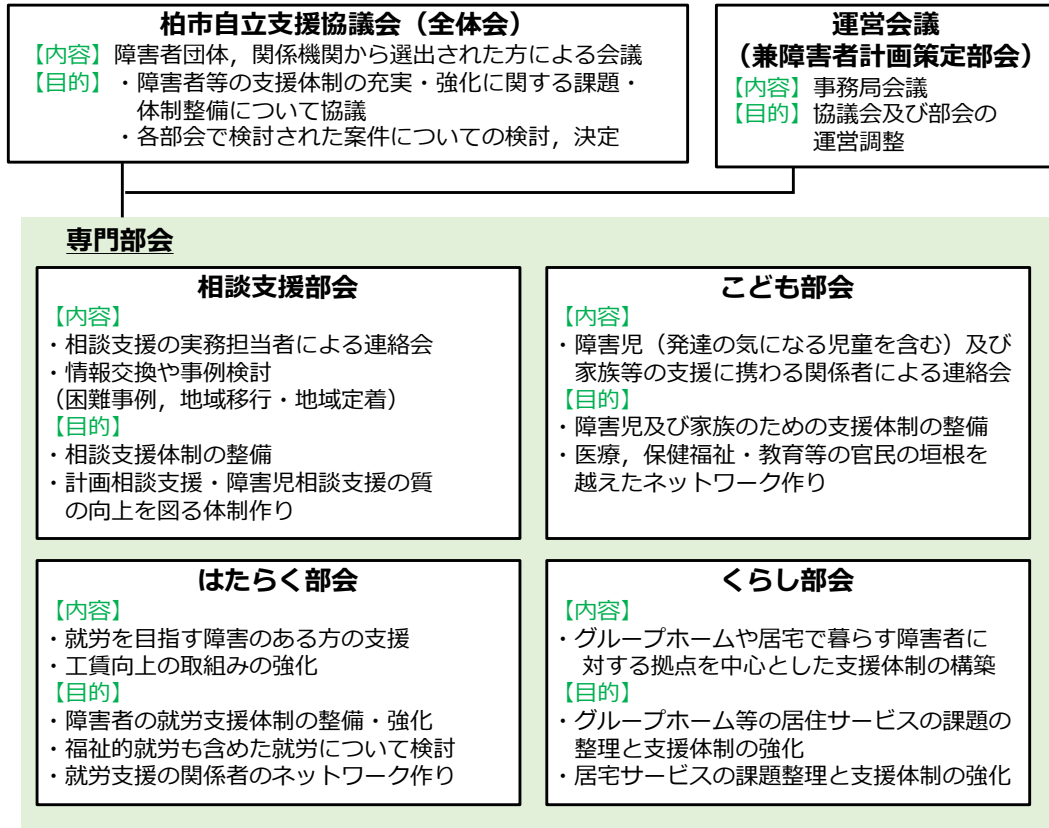 柏市自立支援協議会（全体会）
【内容】障害者団体，関係機関から選出された方による会議
【目的】・障害者等の支援体制の充実・強化に関する課題・
体制整備について協議
・各部会で検討された案件についての検討，決定
運営会議
（兼障害者計画策定部会）
【内容】事務局会議
【目的】協議会及び部会の
運営調整
専門部会
相談支援部会
【内容】
・相談支援の実務担当者による連絡会
・情報交換や事例検討
（困難事例，地域移行・地域定着）
【目的】
・相談支援体制の整備
・計画相談支援・障害児相談支援の質
の向上を図る体制作り
こども部会
【内容】
・障害児（発達の気になる児童を含む）及び
家族等の支援に携わる関係者による連絡会
【目的】
・障害児及び家族のための支援体制の整備
・医療，保健福祉・教育等の官民の垣根を
越えたネットワーク作り
はたらく部会
【内容】
・就労を目指す障害のある方の支援
・工賃向上の取組みの強化
【目的】
・障害者の就労支援体制の整備・強化
・福祉的就労も含めた就労について検討
・就労支援の関係者のネットワーク作り
くらし部会
【内容】
・グループホームや居宅で暮らす障害者に
対する拠点を中心とした支援体制の構築
【目的】
・グループホーム等の居住サービスの課題の
整理と支援体制の強化
・居宅サービスの課題整理と支援体制の強化